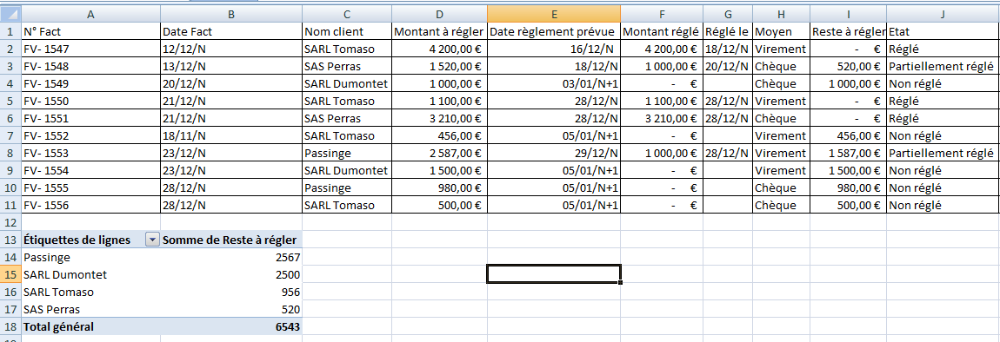 A B C D E F G H I J
1 N° Fact Date Fact Nom client Montant à régler Date règlement prévue Montant réglé Réglé le Moyen Reste à régler Etat
2 FV- 1547 12/12/N SARL Tomaso 4 200,00 € 16/12/N 4 200,00 € 18/12/N Virement - € Réglé
3 FV- 1548 13/12/N SAS Perras 1 520,00 € 18/12/N 1 000,00 € 20/12/N Chèque 520,00 € Partiellement réglé
4 FV- 1549 20/12/N SARL Dumontet 1 000,00 € 03/01/N+1 - € Chèque 1 000,00 € Non réglé
5 FV- 1550 21/12/N SARL Tomaso 1 100,00 € 28/12/N 1 100,00 € 28/12/N Virement - € Réglé
6 FV- 1551 21/12/N SAS Perras 3 210,00 € 28/12/N 3 210,00 € 28/12/N Chèque - € Réglé
7 FV- 1552 18/11/N SARL Tomaso 456,00 € 05/01/N+1 - € Virement 456,00 € Non réglé
8 FV- 1553 23/12/N Passinge 2 587,00 € 29/12/N 1 000,00 € 28/12/N Virement 1 587,00 € Partiellement réglé
9 FV- 1554 23/12/N SARL Dumontet 1 500,00 € 05/01/N+1 - € Virement 1 500,00 € Non réglé
10 FV- 1555 28/12/N Passinge 980,00 € 05/01/N+1 - € Chèque 980,00 € Non réglé
11 FV- 1556 28/12/N SARL Tomaso 500,00 € 05/01/N+1 - € Chèque 500,00 € Non réglé
12
13 Étiquettes de lignes Somme de Reste à régler
14 Passinge 2567
15 SARL Dumontet 2500
16 SARL Tomaso 956
17 SAS Perras 520
18 Total général 6543